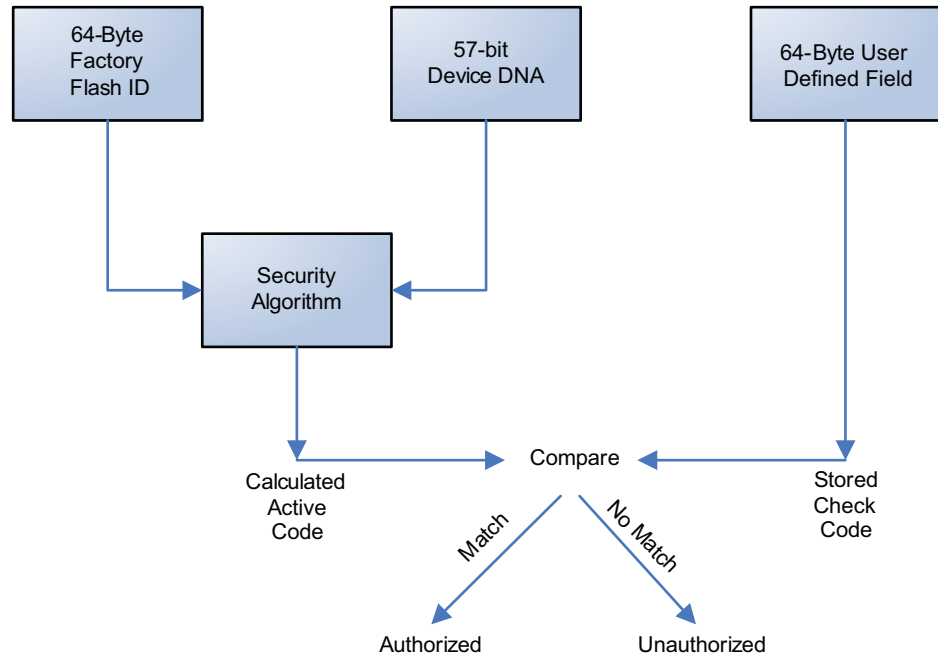 64-Byte
Factory
Flash ID
57-bit
Device DNA
64-Byte User
Defined Field
Security
Algorithm
Compare
Calculated
Active
Code
Stored
Check
Code
Match
No Match
Authorized
Unauthorized